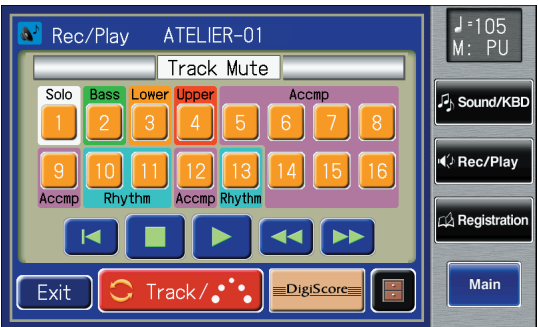 Rec/Play ATELIER-01
♩=105
M: PU
Track Mute
Solo Bass Lower Upper Accmp
1 2 3 4 5 6 7 8
9 10 11 12 13 14 15 16
Accmp Rhythm Accmp Rhythm
Exit Track/ DigiScore
Sound/KBD
Rec/Play
Registration
Main